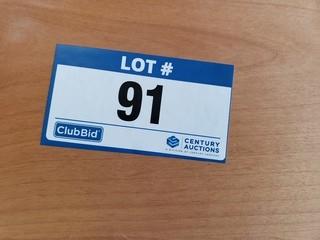 LOT #
91
ClubBid
CENTURY
AUCTIONS